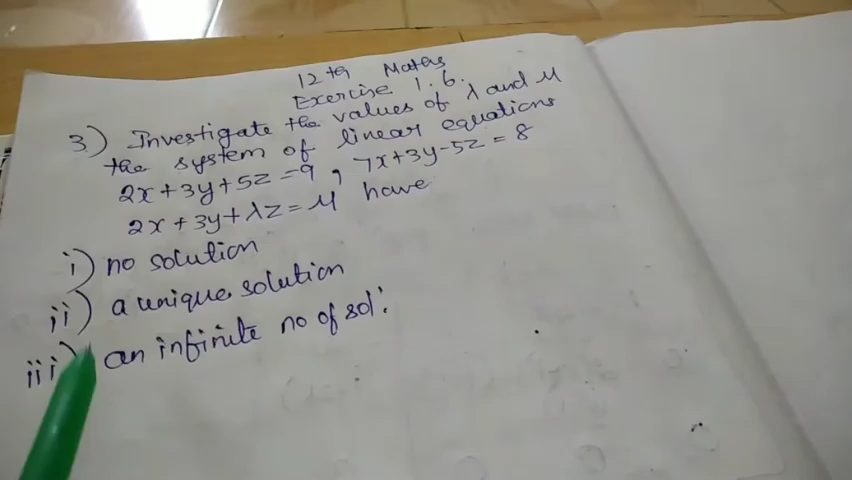 12th Maths
Exercise 1.6.
3) Investigate the values of λ and μ
the system of linear equations
2x+3y+5z=9, 7x+3y-5z=8
2x+3y+λz=μ have
i) no solution
ii) a unique solution
iii) an infinite no of sol: